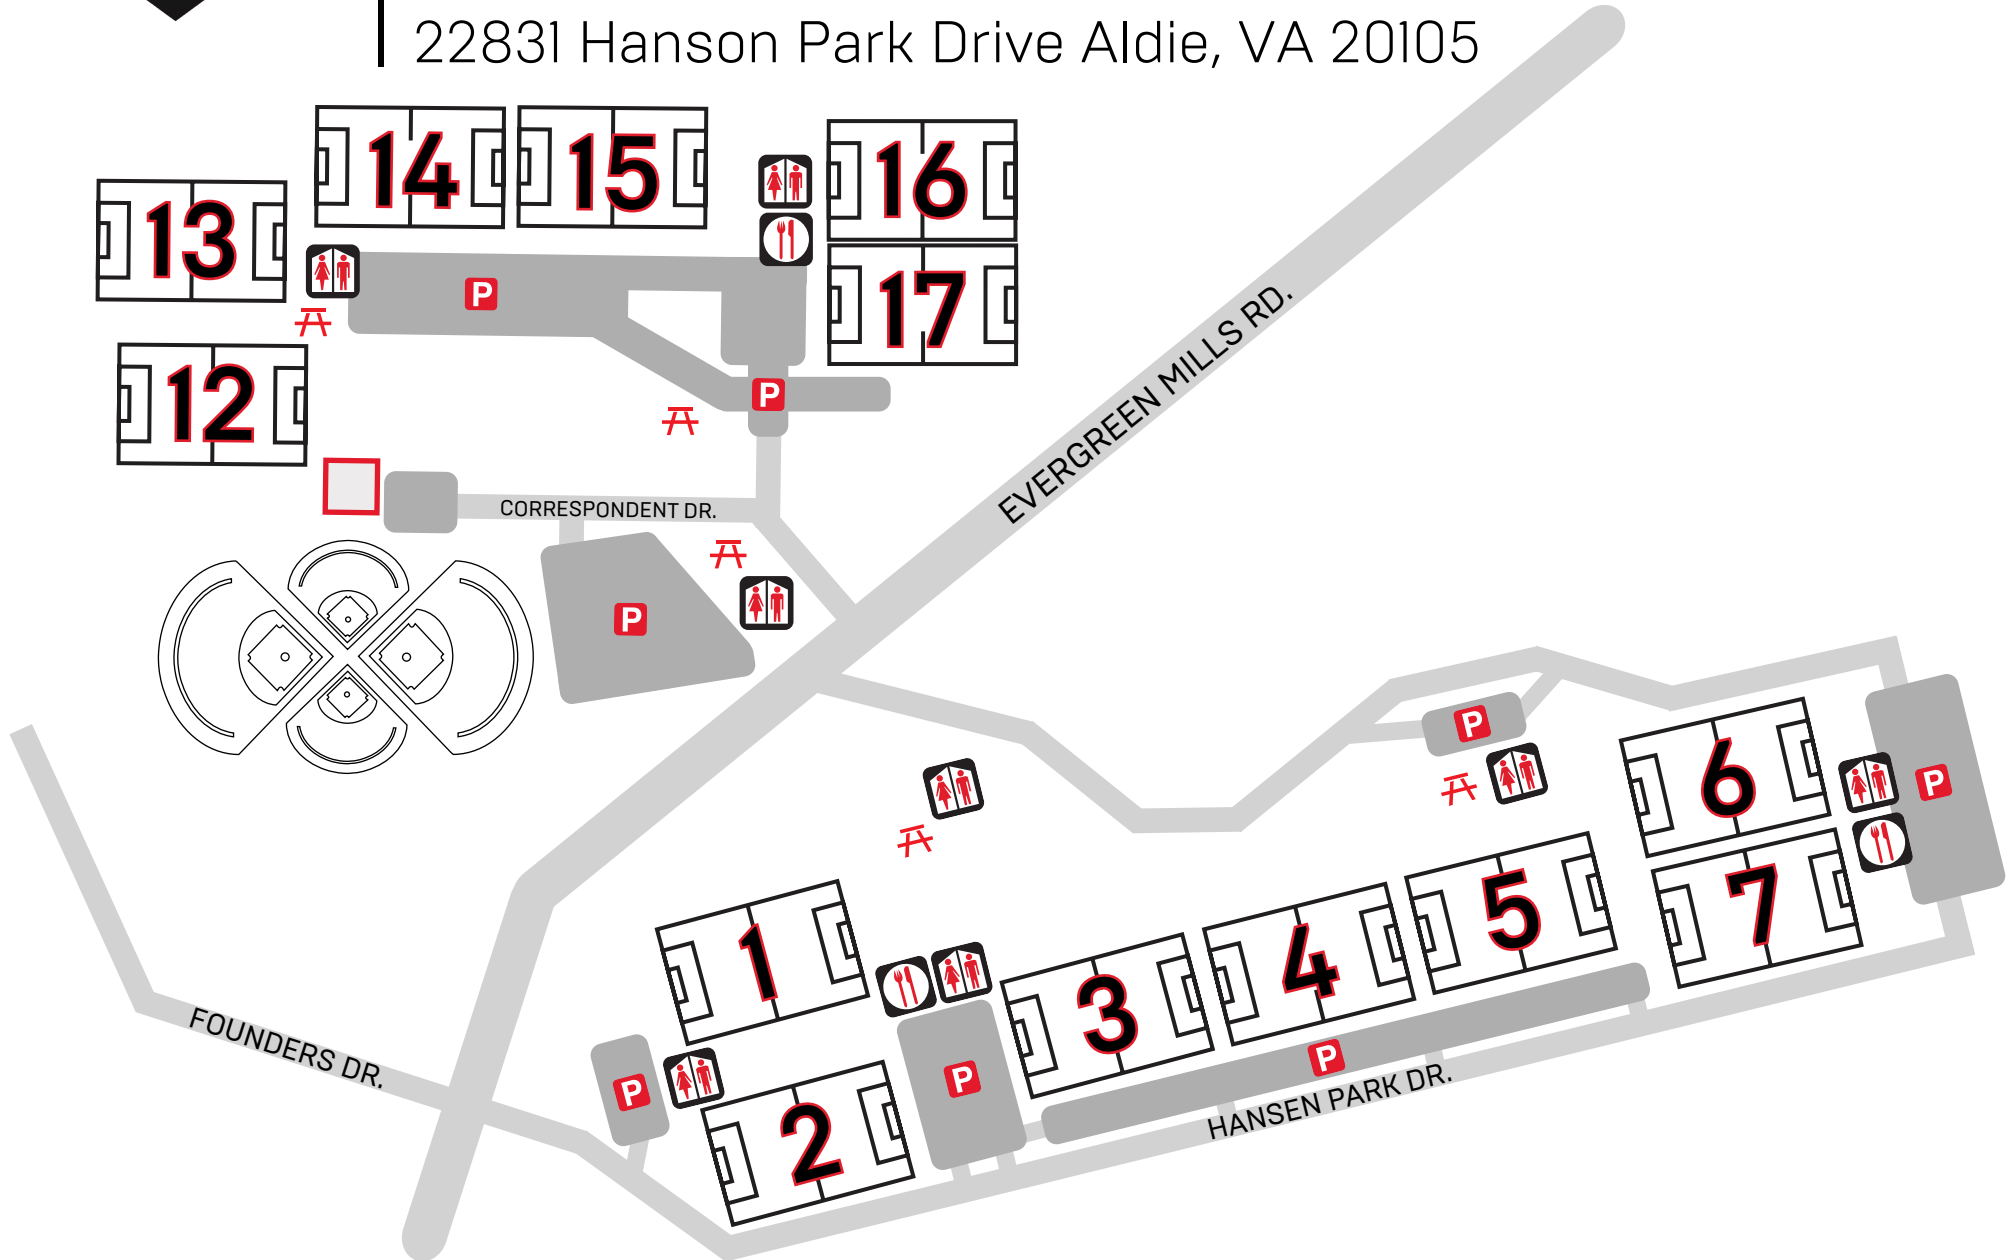 22831 Hanson Park Drive Aldie, VA 20105
14
15
16
13
17
P
12
P
EVERGREEN MILLS RD.
CORRESPONDENT DR.
P
P
6
P
7
5
1
4
3
FOUNDERS DR.
P
P
P
HANSEN PARK DR.
2